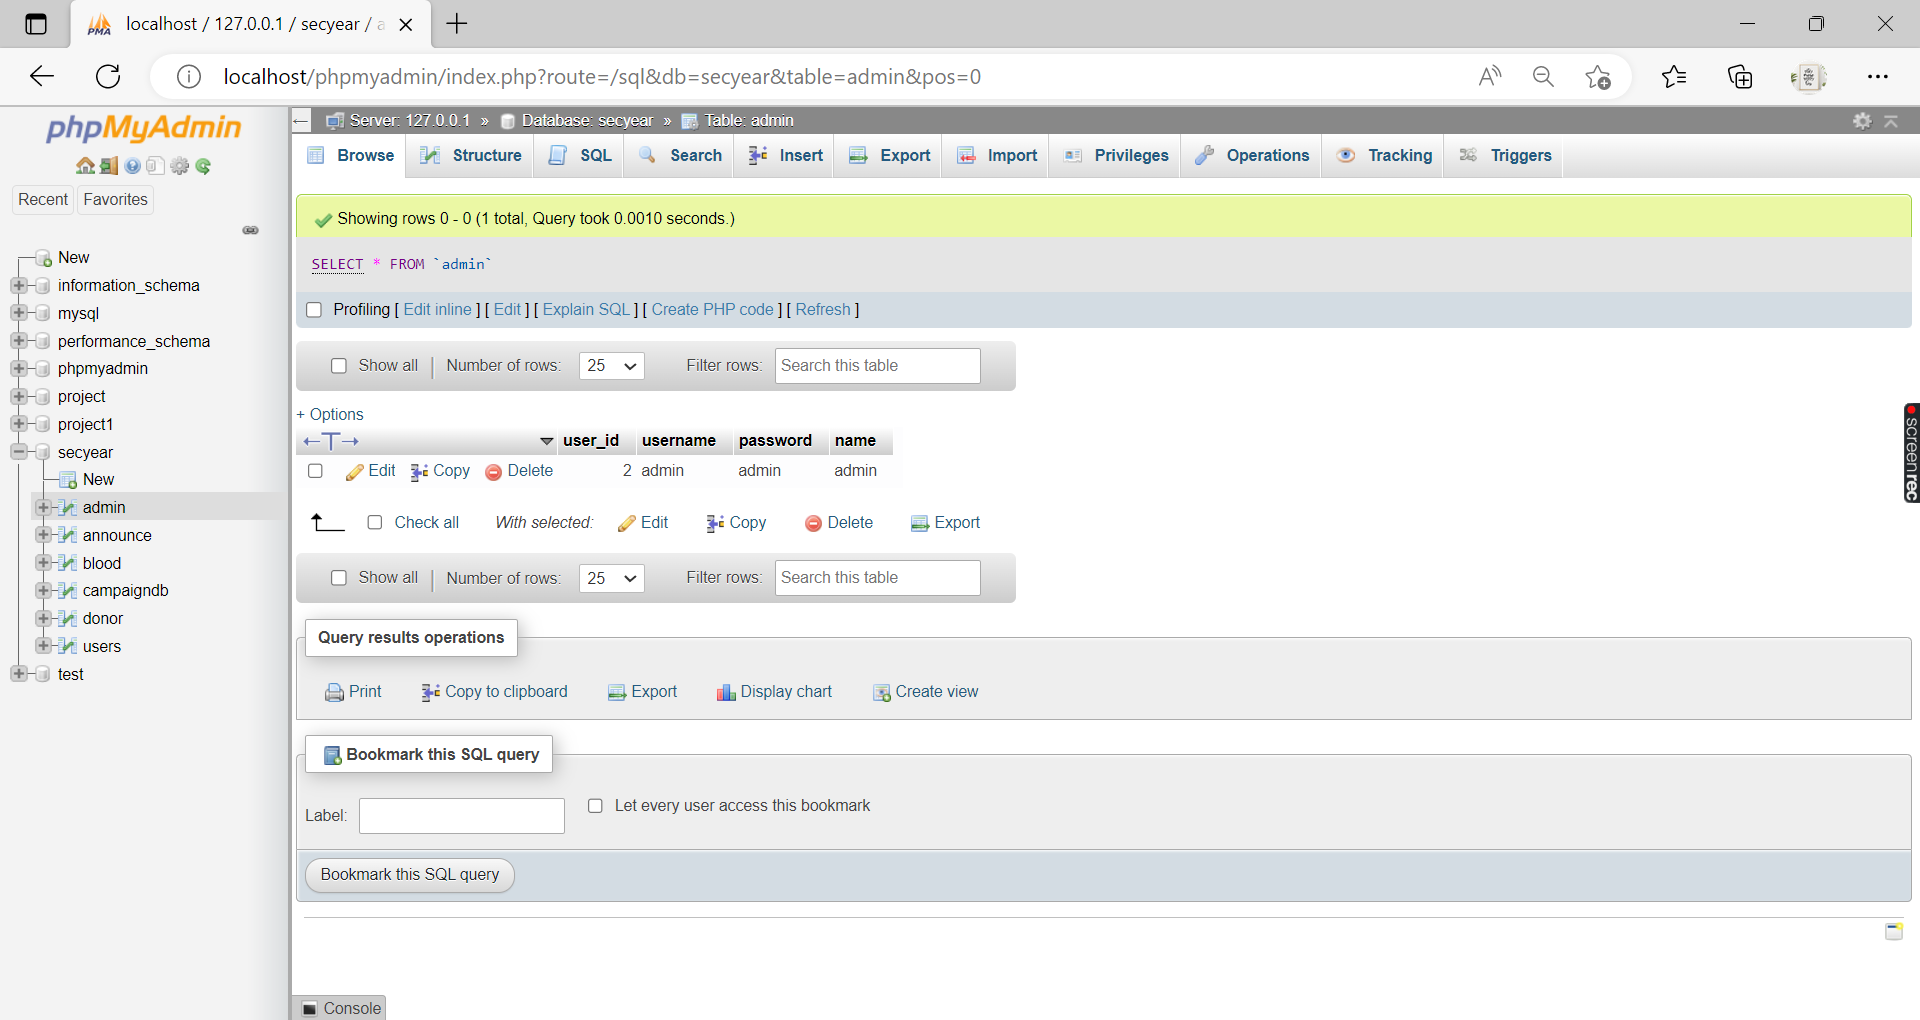 localhost / 127.0.0.1 / secyear / a
localhost/phpmyadmin/index.php?route=/sql&db=secyear&table=admin&pos=0
phpMyAdmin
Recent Favorites
New
information_schema
mysql
performance_schema
phpmyadmin
project
project1
secyear
New
admin
announce
blood
campaigndb
donor
users
test
Server: 127.0.0.1 » Database: secyear » Table: admin
Browse Structure SQL Search Insert Export Import Privileges Operations Tracking Triggers
Showing rows 0 - 0 (1 total, Query took 0.0010 seconds.)
SELECT * FROM `admin`
Profiling [ Edit inline ] [ Edit ] [ Explain SQL ] [ Create PHP code ] [ Refresh ]
Show all | Number of rows: 25 Filter rows: Search this table
+ Options
←T→ user_id username password name
Edit Copy Delete 2 admin admin admin
Check all With selected: Edit Copy Delete Export
Show all | Number of rows: 25 Filter rows: Search this table
Query results operations
Print Copy to clipboard Export Display chart Create view
Bookmark this SQL query
Label: Let every user access this bookmark
Bookmark this SQL query
Console
screenrec